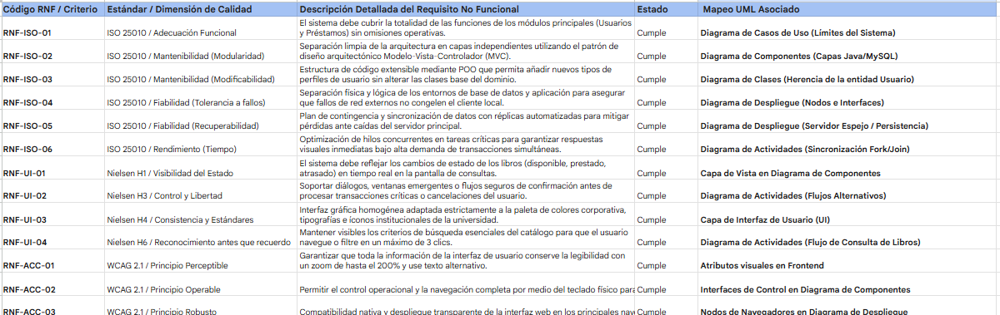 Código RNF / Criterio Estándar / Dimensión de Calidad Descripción Detallada del Requisito No Funcional Estado Mapeo UML Asociado
El sistema debe cubrir la totalidad de las funciones de los módulos principales (Usuarios
RNF-ISO-01 ISO 25010 / Adecuación Funcional y Préstamos) sin omisiones operativas. Cumple Diagrama de Casos de Uso (Límites del Sistema)
Separación limpia de la arquitectura en capas independientes utilizando el patrón de
RNF-ISO-02 ISO 25010 / Mantenibilidad (Modularidad) diseño arquitectónico Modelo-Vista-Controlador (MVC). Cumple Diagrama de Componentes (Capas Java/MySQL)
Estructura de código extensible mediante POO que permita añadir nuevos tipos de
RNF-ISO-03 ISO 25010 / Mantenibilidad (Modificabilidad) perfiles de usuario sin alterar las clases base del dominio. Cumple Diagrama de Clases (Herencia de la entidad Usuario)
Separación física y lógica de los entornos de base de datos y aplicación para asegurar
RNF-ISO-04 ISO 25010 / Fiabilidad (Tolerancia a fallos) que fallos de red externos no congelen el cliente local. Cumple Diagrama de Despliegue (Nodos e Interfaces)
Plan de contingencia y sincronización de datos con réplicas automatizadas para mitigar
RNF-ISO-05 ISO 25010 / Fiabilidad (Recuperabilidad) pérdidas ante caídas del servidor principal. Cumple Diagrama de Despliegue (Servidor Espejo / Persistencia)
Optimización de hilos concurrentes en tareas críticas para garantizar respuestas
RNF-ISO-06 ISO 25010 / Rendimiento (Tiempo) visuales inmediatas bajo alta demanda de transacciones simultáneas. Cumple Diagrama de Actividades (Sincronización Fork/Join)
El sistema debe reflejar los cambios de estado de los libros (disponible, prestado,
RNF-UI-01 Nielsen H1 / Visibilidad del Estado atrasado) en tiempo real en la pantalla de consultas. Cumple Capa de Vista en Diagrama de Componentes
Soportar diálogos, ventanas emergentes o flujos seguros de confirmación antes de
RNF-UI-02 Nielsen H3 / Control y Libertad procesar transacciones críticas o cancelaciones del usuario. Cumple Diagrama de Actividades (Flujos Alternativos)
Interfaz gráfica homogénea adaptada estrictamente a la paleta de colores corporativa,
RNF-UI-03 Nielsen H4 / Consistencia y Estándares tipografías e íconos institucionales de la universidad. Cumple Capa de Interfaz de Usuario (UI)
Mantener visibles los criterios de búsqueda esenciales del catálogo para que el usuario
RNF-UI-04 Nielsen H6 / Reconocimiento antes que recuerdo navegue o filtre en un máximo de 3 clics. Cumple Diagrama de Actividades (Flujo de Consulta de Libros)
Garantizar que toda la información de la interfaz de usuario conserve la legibilidad con
RNF-ACC-01 WCAG 2.1 / Principio Perceptible un zoom de hasta el 200% y use texto alternativo. Cumple Atributos visuales en Frontend
RNF-ACC-02 WCAG 2.1 / Principio Operable Permitir el control operacional y la navegación completa por medio del teclado físico para Cumple Interfaces de Control en Diagrama de Componentes
RNF-ACC-03 WCAG 2.1 / Principio Robusto Compatibilidad nativa y despliegue transparente de la interfaz web en los principales nave Cumple Nodos de Navegadores en Diagrama de Despliegue